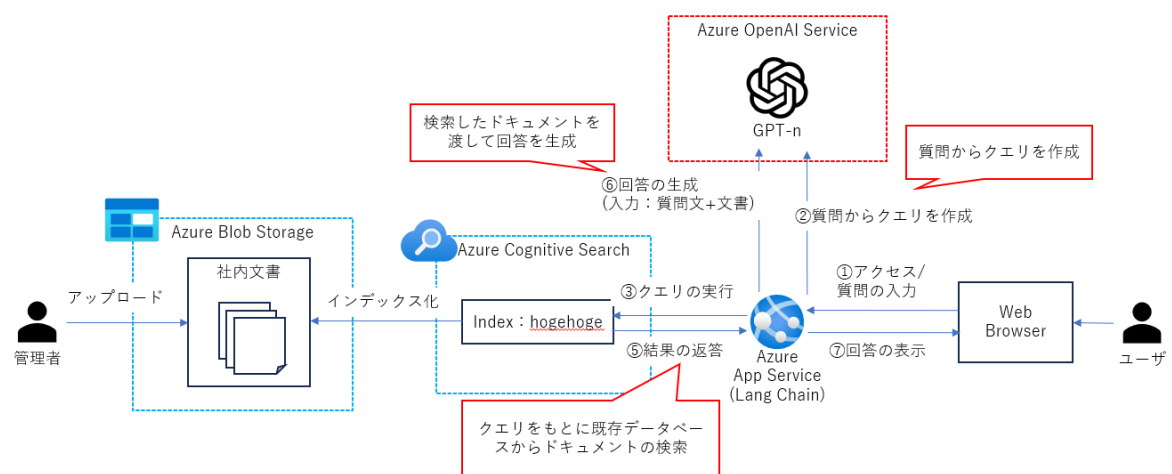 Azure OpenAI Service
GPT-n
検索したドキュメントを
渡して回答を生成
質問からクエリを作成
⑥回答の生成
(入力：質問文+文書)
②質問からクエリを作成
Azure Blob Storage
Azure Cognitive Search
社内文書
アップロード
インデックス化
③クエリの実行
①アクセス/
質問の入力
Index：hogehoge
Web
Browser
管理者
⑤結果の返答
Azure
App Service
(Lang Chain)
⑦回答の表示
ユーザ
クエリをもとに既存データベー
スからドキュメントの検索